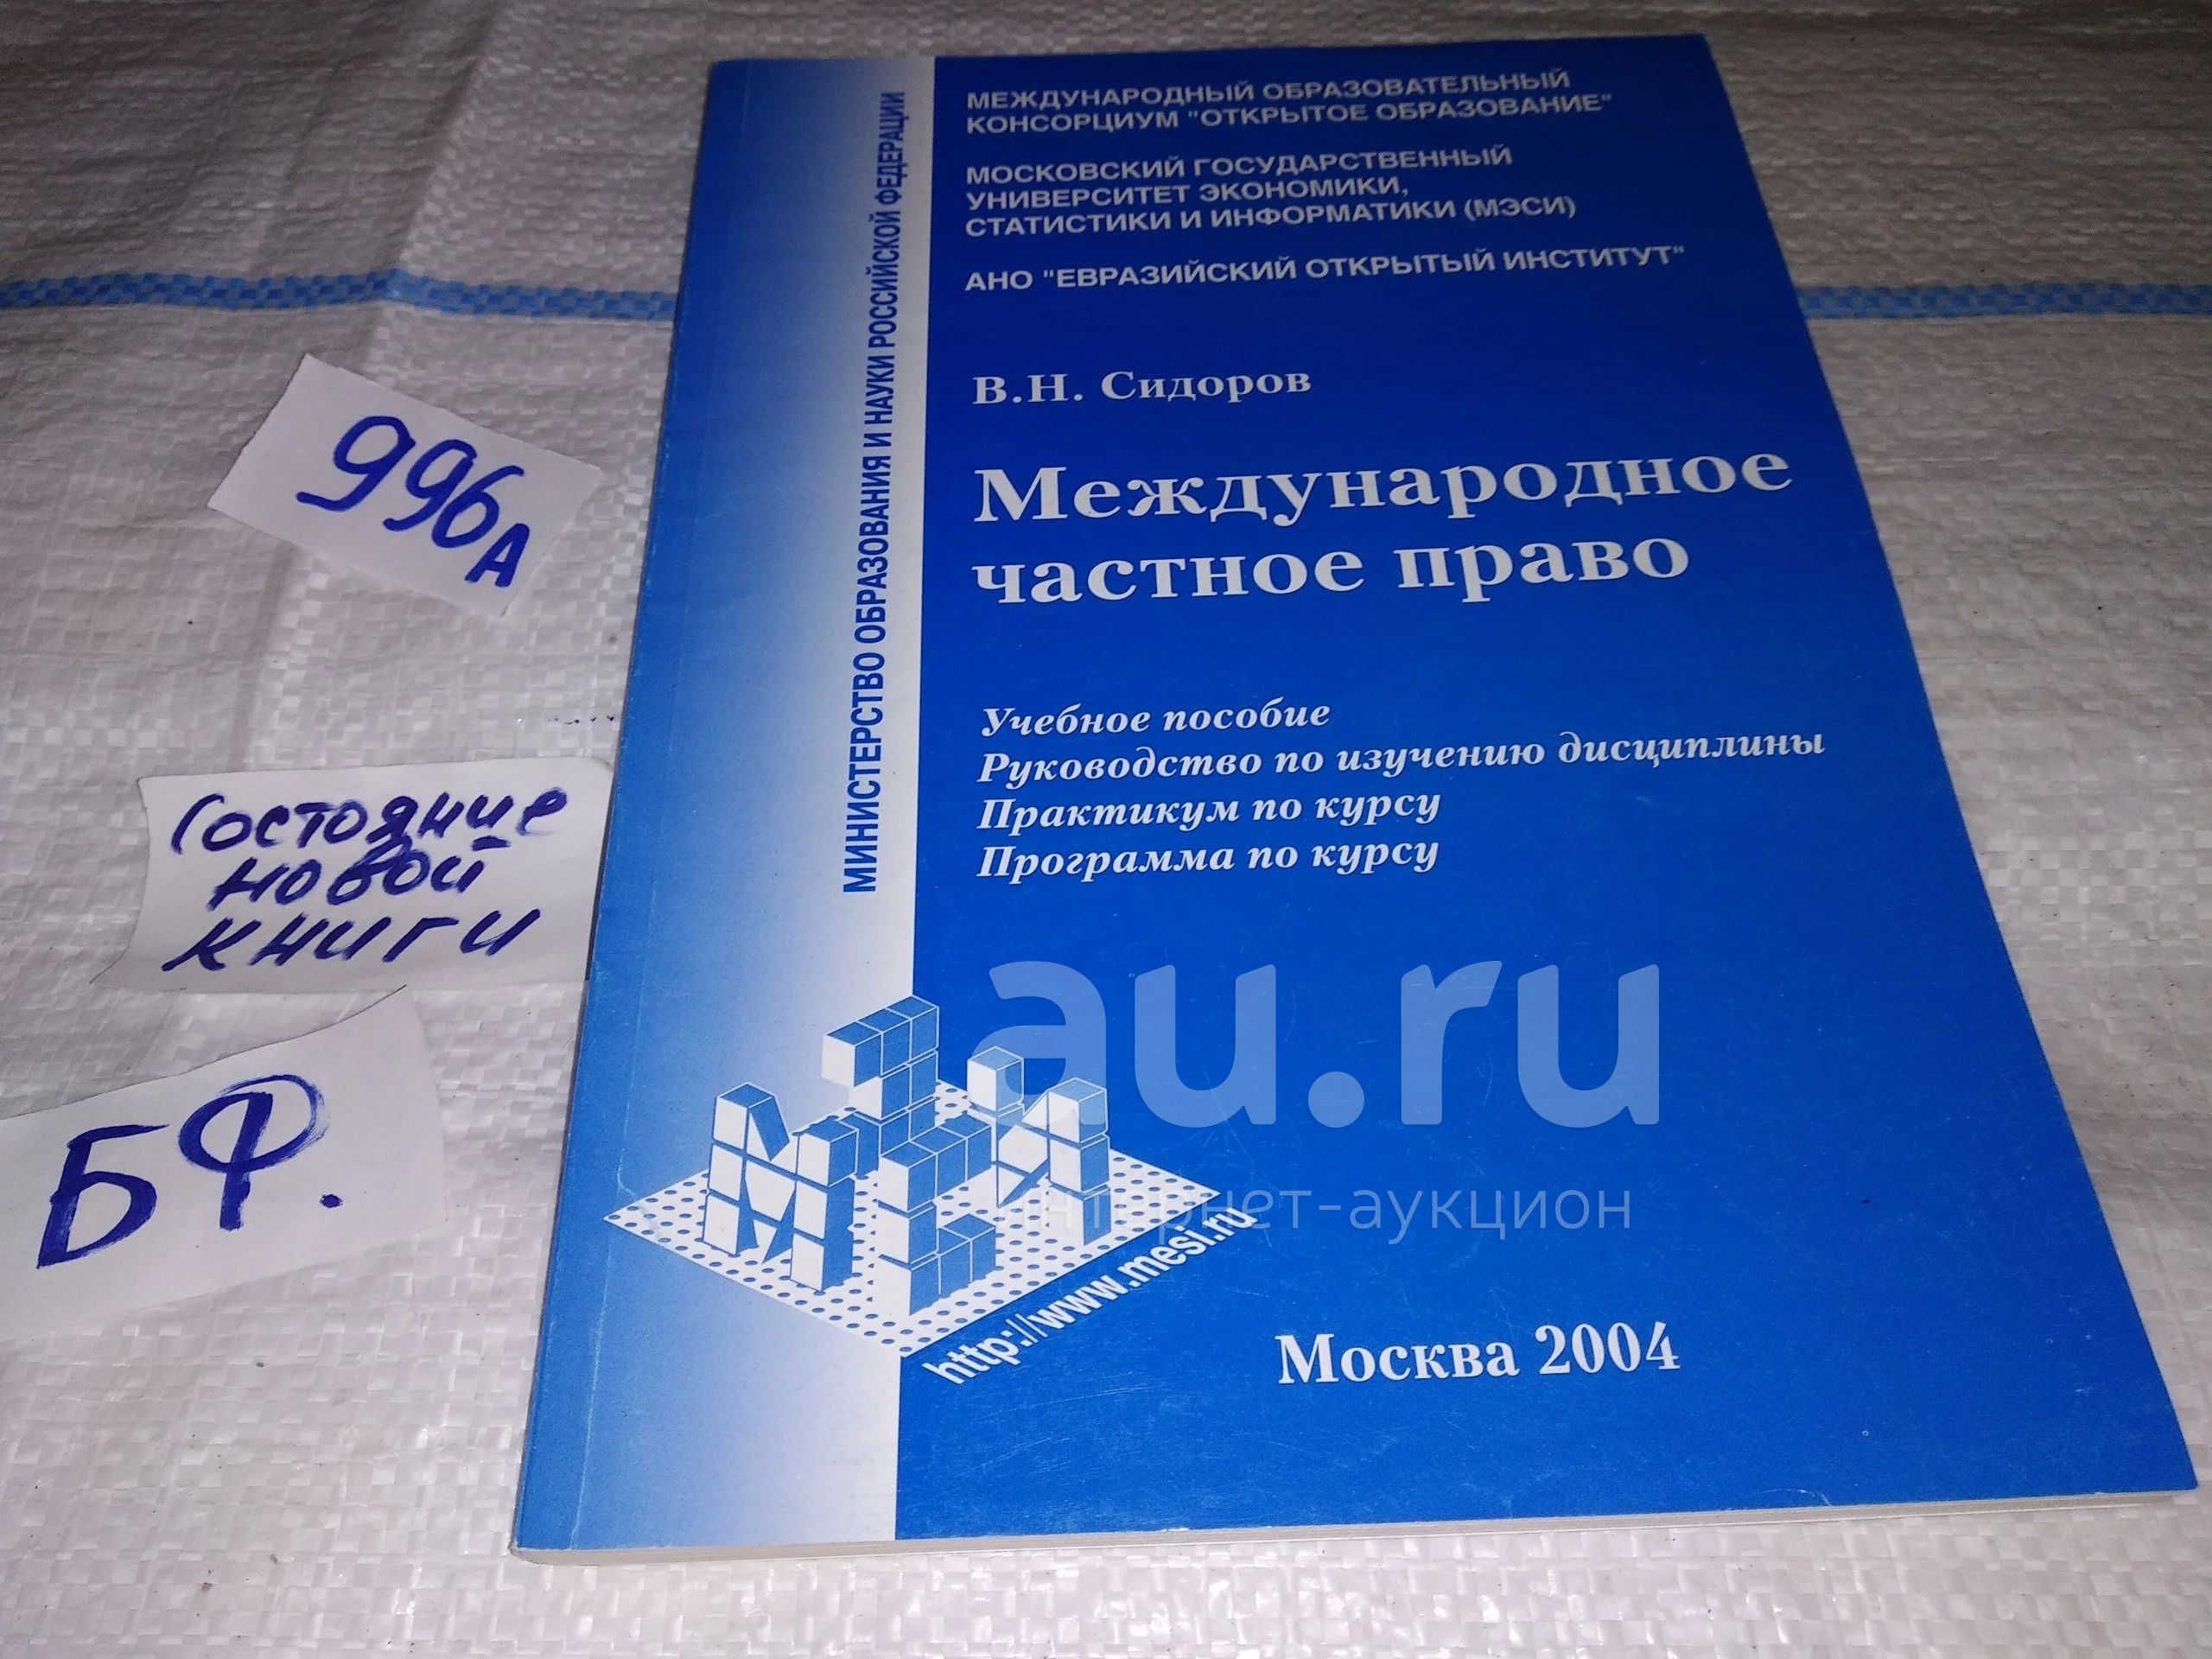 МЕЖДУНАРОДНЫЙ ОБРАЗОВАТЕЛЬНЫЙ
КОНСОРЦИУМ "ОТКРЫТОЕ ОБРАЗОВАНИЕ"
МОСКОВСКИЙ ГОСУДАРСТВЕННЫЙ
УНИВЕРСИТЕТ ЭКОНОМИКИ,
СТАТИСТИКИ И ИНФОРМАТИКИ (МЭСИ)
АНО "ЕВРАЗИЙСКИЙ ОТКРЫТЫЙ ИНСТИТУТ"
МИНИСТЕРСТВО ОБРАЗОВАНИЯ И НАУКИ РОССИЙСКОЙ ФЕДЕРАЦИИ
В.Н. Сидоров
Международное
частное право
Учебное пособие
Руководство по изучению дисциплины
Практикум по курсу
Программа по курсу
МЭСИ
http://www.mesi.ru
Москва 2004
996А
Состояние
новой
книги
БФ.
au.ru
интернет-аукцион